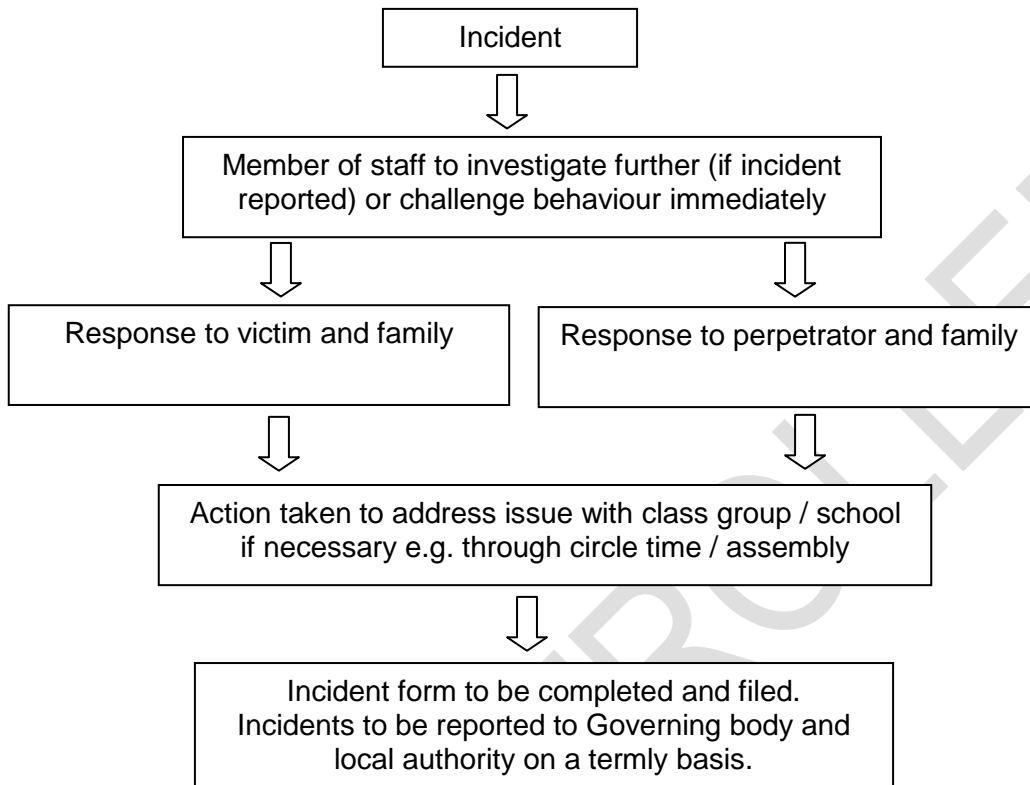 Incident
Member of staff to investigate further (if incident
reported) or challenge behaviour immediately
Response to victim and family
Response to perpetrator and family
Action taken to address issue with class group / school
if necessary e.g. through circle time / assembly
Incident form to be completed and filed.
Incidents to be reported to Governing body and
local authority on a termly basis.